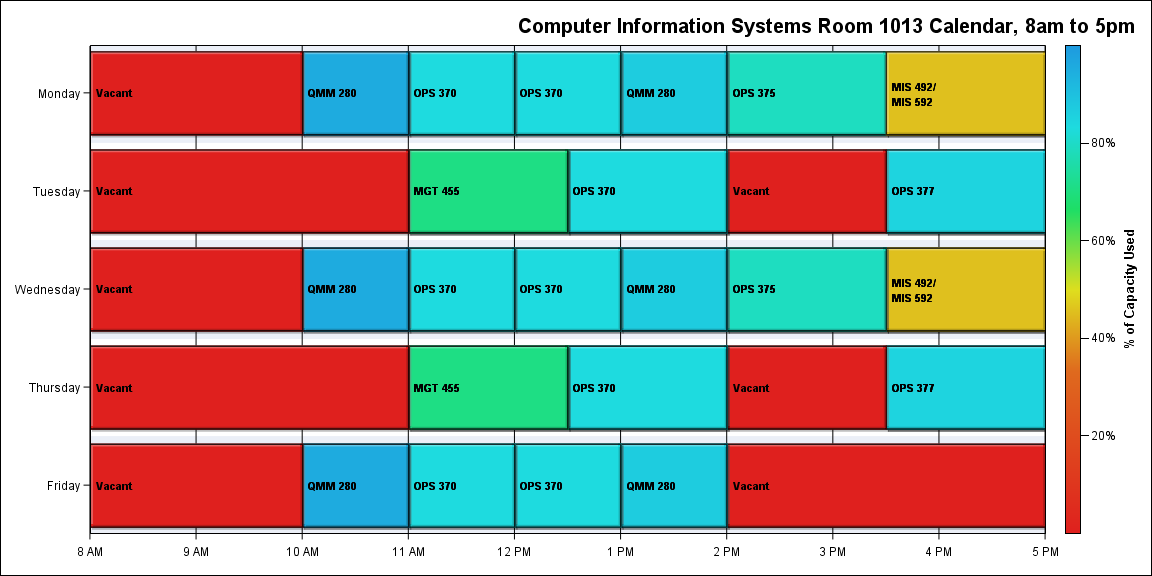 Computer Information Systems Room 1013 Calendar, 8am to 5pm
Monday
Vacant
QMM 280
OPS 370
OPS 370
QMM 280
OPS 375
MIS 492/
MIS 592
Tuesday
Vacant
MGT 455
OPS 370
Vacant
OPS 377
Wednesday
Vacant
QMM 280
OPS 370
OPS 370
QMM 280
OPS 375
MIS 492/
MIS 592
Thursday
Vacant
MGT 455
OPS 370
Vacant
OPS 377
Friday
Vacant
QMM 280
OPS 370
OPS 370
QMM 280
Vacant
8 AM
9 AM
10 AM
11 AM
12 PM
1 PM
2 PM
3 PM
4 PM
5 PM
80%
60%
40%
20%
% of Capacity Used